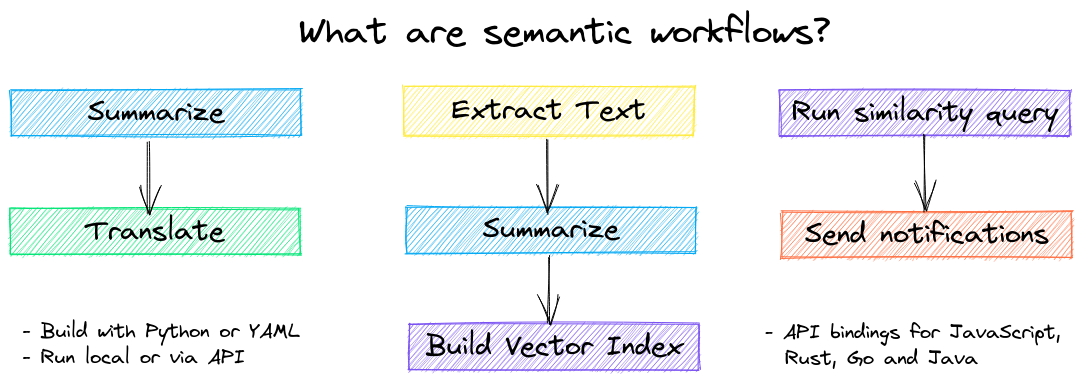 What are semantic workflows?
Summarize
Translate
- Build with Python or YAML
- Run local or via API
Extract Text
Summarize
Build Vector Index
Run similarity query
Send notifications
- API bindings for JavaScript,
Rust, Go and Java